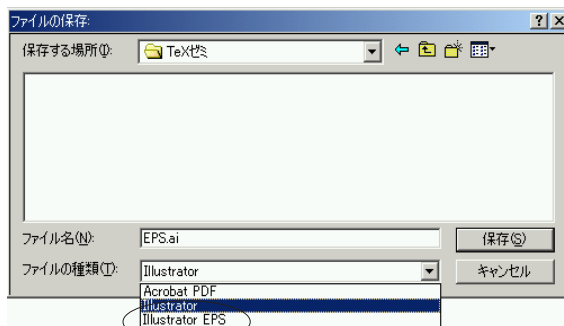 ファイルの保存:
保存する場所(I):
TeXゼミ
ファイル名(N):
EPS.ai
保存(S)
ファイルの種類(T):
Illustrator
キャンセル
Acrobat PDF
Illustrator
Illustrator EPS